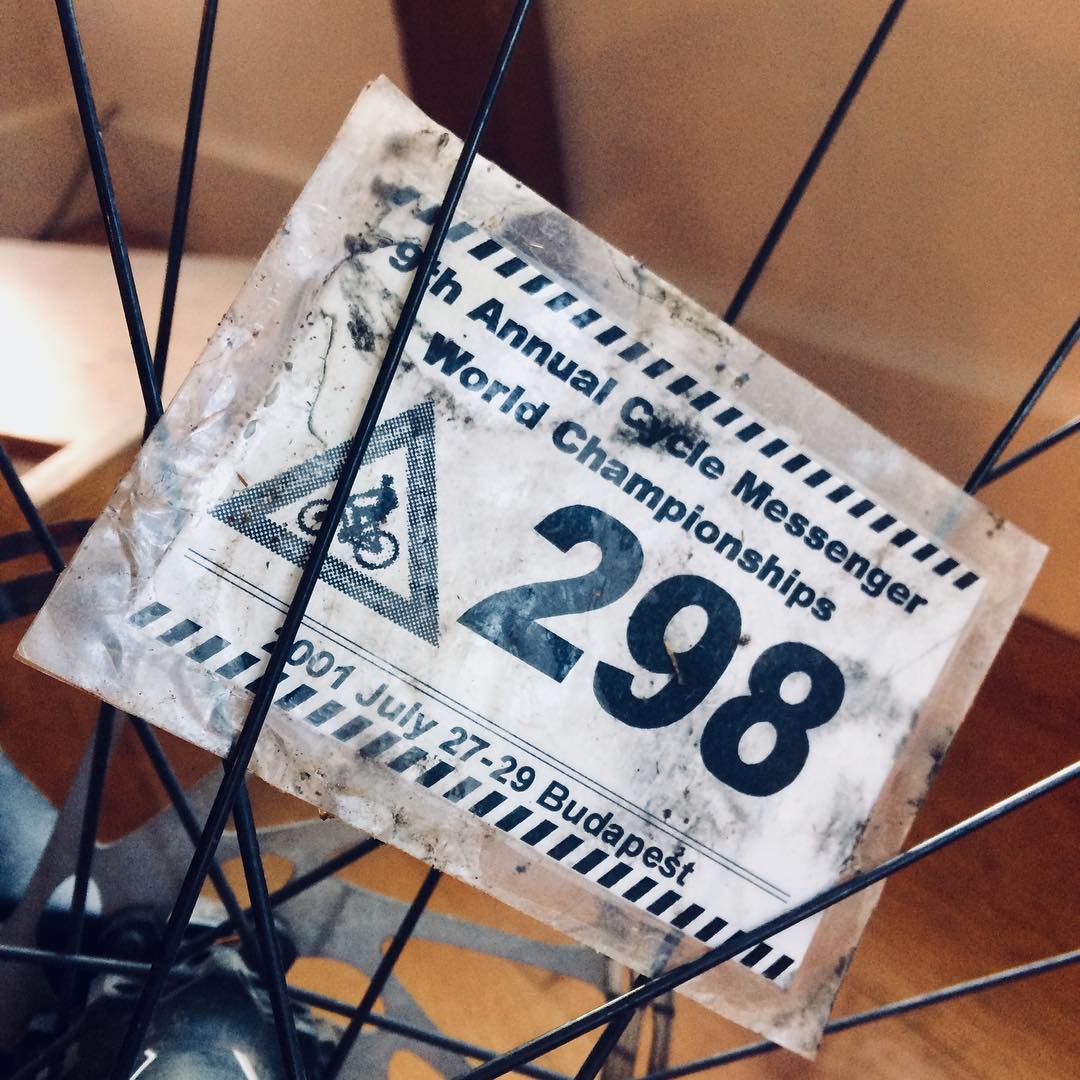 9th Annual Cycle Messenger
World Championships
298
2001 July 27-29 Budapest